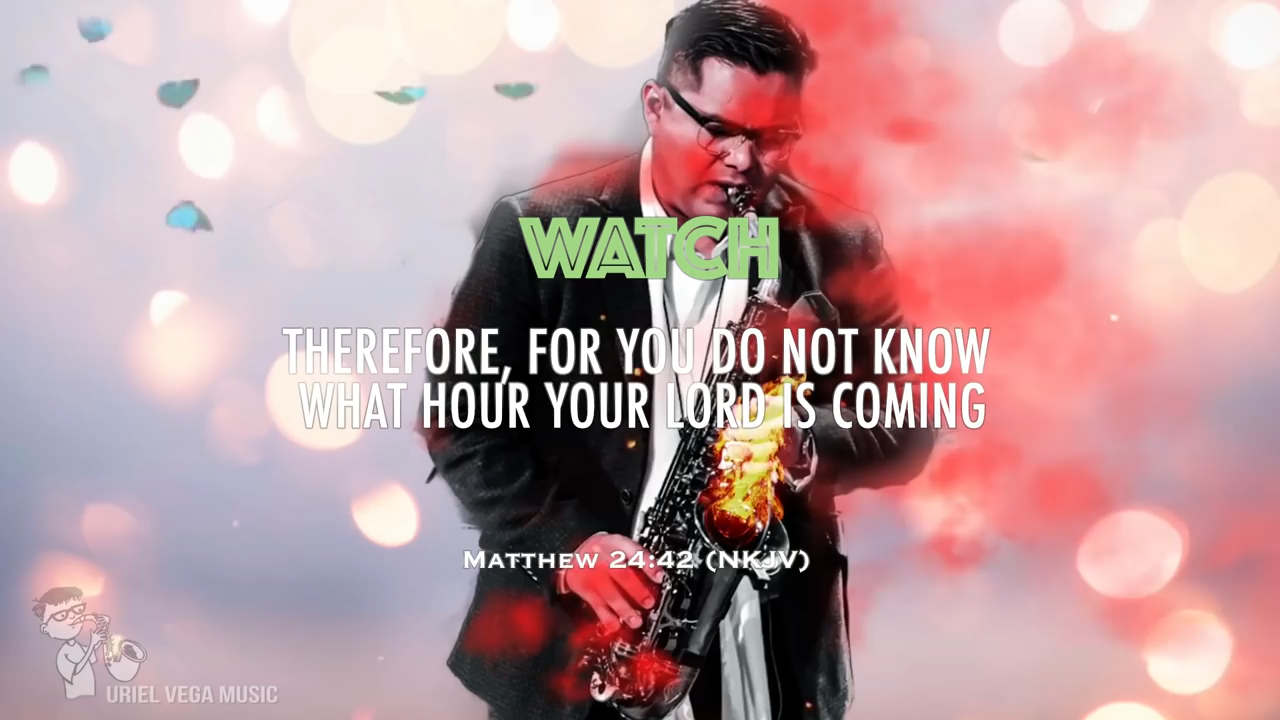 WATCH
THEREFORE, FOR YOU DO NOT KNOW
WHAT HOUR YOUR LORD IS COMING
Matthew 24:42 (NKJV)
URIEL VEGA MUSIC